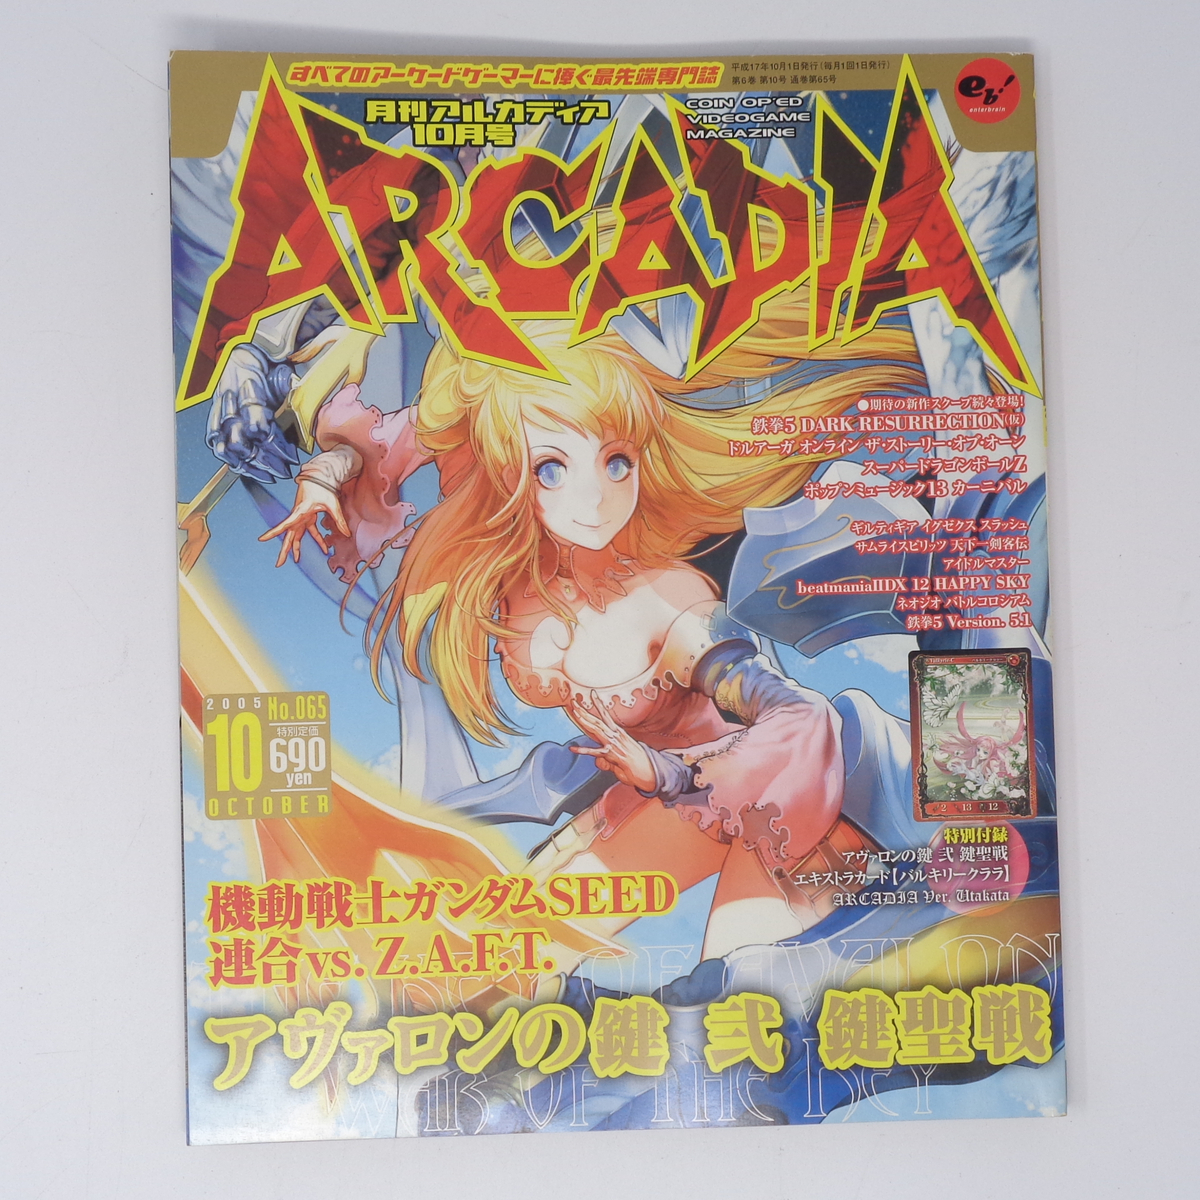 すべてのアーケードゲーマーに捧ぐ最先端専門誌
平成17年10月1日発行(毎月1回1日発行)
第6巻 第10号 通巻第65号
eb!
enterbrain
月刊アルカディア
10月号
COIN OP'ED
VIDEOGAME
MAGAZINE
ARCADIA
●期待の新作スクープ続々登場!
鉄拳5 DARK RESURRECTION(仮)
ドルアーガ オンライン ザ・ストーリー・オブ・オーン
スーパードラゴンボールZ
ポップンミュージック13 カーニバル
ギルティギア イグゼクス スラッシュ
サムライスピリッツ 天下一剣客伝
アイドルマスター
beatmaniaIIDX 12 HAPPY SKY
ネオジオ バトルコロシアム
鉄拳5 Version. 5.1
2005
10
OCTOBER
No.065
特別定価
690
yen
2 13 12
特別付録
アヴァロンの鍵 弐 鍵聖戦
エキストラカード【バルキリークララ】
ARCADIA Ver. Utakata
機動戦士ガンダムSEED
連合vs. Z.A.F.T.
THE KEY OF AVALON
アヴァロンの鍵 弐 鍵聖戦
WAR OF THE KEY